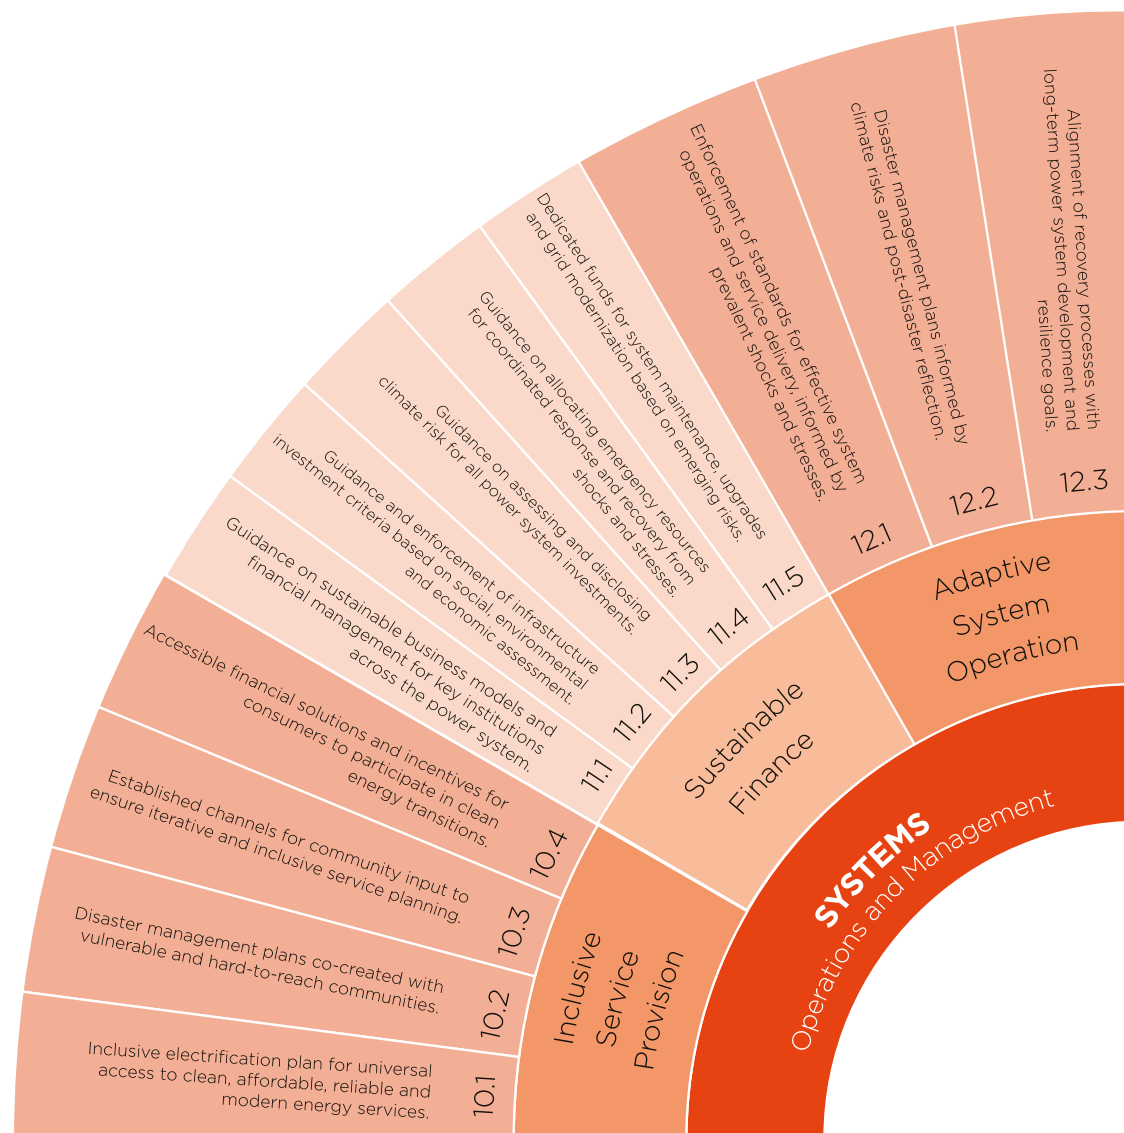 SYSTEMS
Operations and Management
Inclusive
Service
Provision
10.1
Inclusive electrification plan for universal
access to clean, affordable, reliable and
modern energy services.
10.2
Disaster management plans co-created with
vulnerable and hard-to-reach communities.
10.3
Established channels for community input to
ensure iterative and inclusive service planning.
10.4
Accessible financial solutions and incentives for
consumers to participate in clean
energy transitions.
Sustainable
Finance
11.1
Guidance on sustainable business models and
financial management for key institutions
across the power system.
11.2
Guidance and enforcement of infrastructure
investment criteria based on social, environmental
and economic assessment.
11.3
Guidance on assessing and disclosing
climate risk for all power system investments.
11.4
Guidance on allocating emergency resources
for coordinated response and recovery from
shocks and stresses.
11.5
Dedicated funds for system maintenance, upgrades
and grid modernization based on emerging risks.
Adaptive
System
Operation
12.1
Enforcement of standards for effective system
operations and service delivery, informed by
prevalent shocks and stresses.
12.2
Disaster management plans informed by
climate risks and post-disaster reflection.
12.3
Alignment of recovery processes with
long-term power system development and
resilience goals.